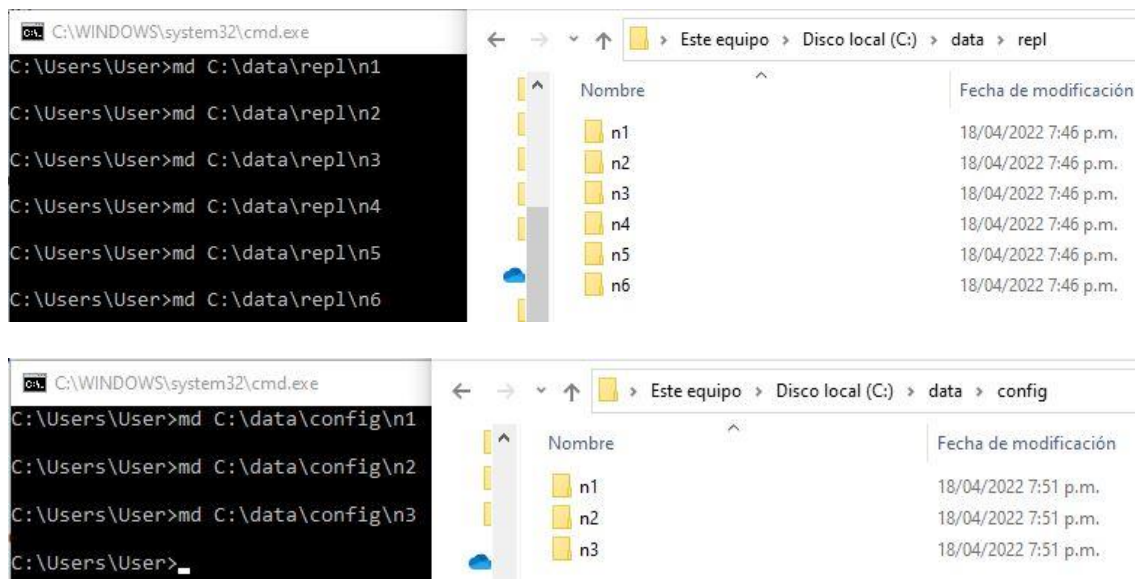 C:\WINDOWS\system32\cmd.exe
C:\Users\User>md C:\data\repl\n1
C:\Users\User>md C:\data\repl\n2
C:\Users\User>md C:\data\repl\n3
C:\Users\User>md C:\data\repl\n4
C:\Users\User>md C:\data\repl\n5
C:\Users\User>md C:\data\repl\n6
Este equipo > Disco local (C:) > data > repl
Nombre Fecha de modificación
n1 18/04/2022 7:46 p.m.
n2 18/04/2022 7:46 p.m.
n3 18/04/2022 7:46 p.m.
n4 18/04/2022 7:46 p.m.
n5 18/04/2022 7:46 p.m.
n6 18/04/2022 7:46 p.m.
C:\WINDOWS\system32\cmd.exe
C:\Users\User>md C:\data\config\n1
C:\Users\User>md C:\data\config\n2
C:\Users\User>md C:\data\config\n3
C:\Users\User>
Este equipo > Disco local (C:) > data > config
Nombre Fecha de modificación
n1 18/04/2022 7:51 p.m.
n2 18/04/2022 7:51 p.m.
n3 18/04/2022 7:51 p.m.